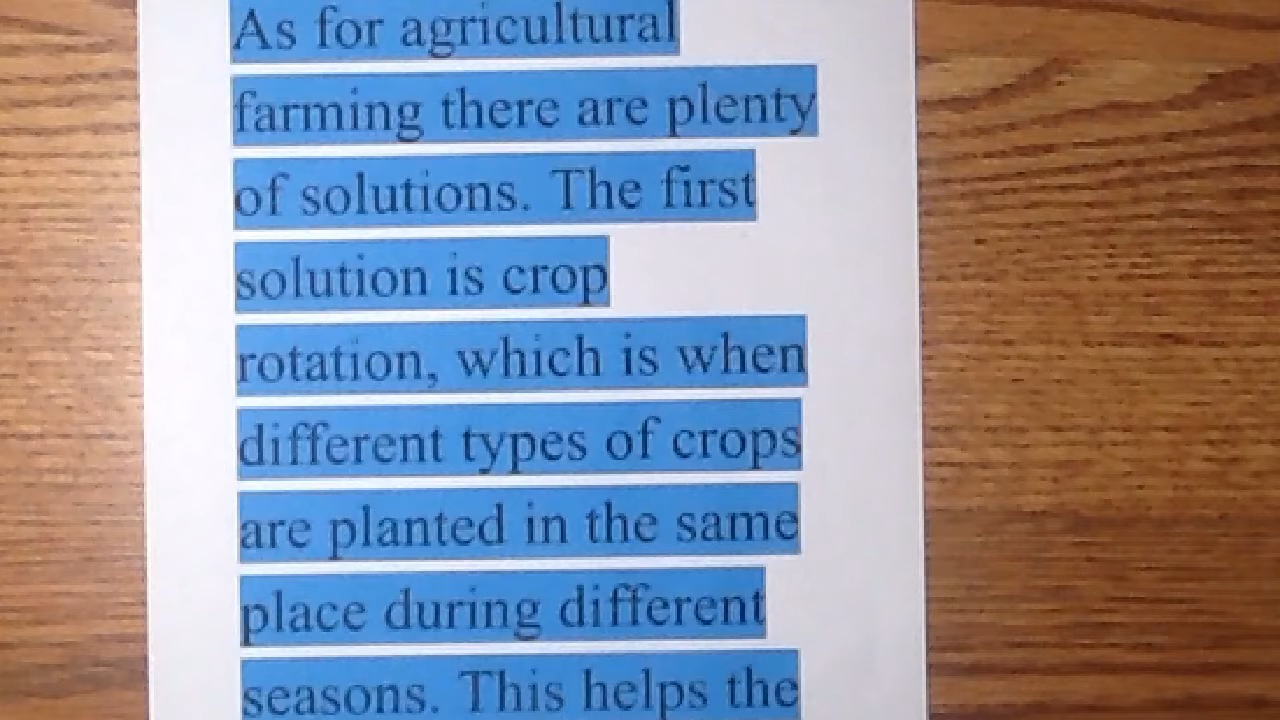 As for agricultural
farming there are plenty
of solutions. The first
solution is crop
rotation, which is when
different types of crops
are planted in the same
place during different
seasons. This helps the